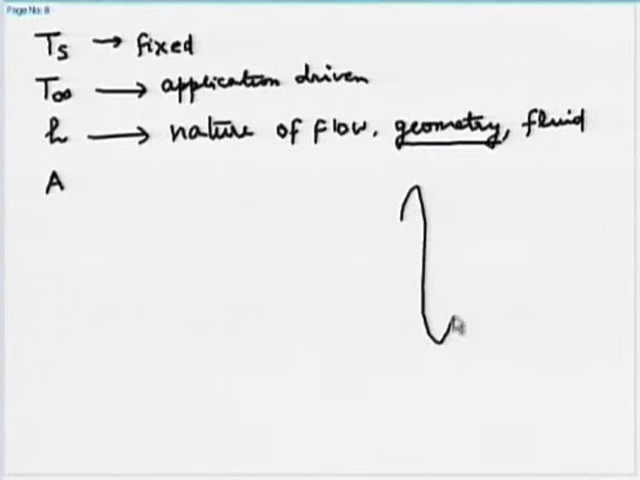 Page No: 8
Ts → fixed
T∞ → application driven
h → nature of flow, geometry, fluid
A